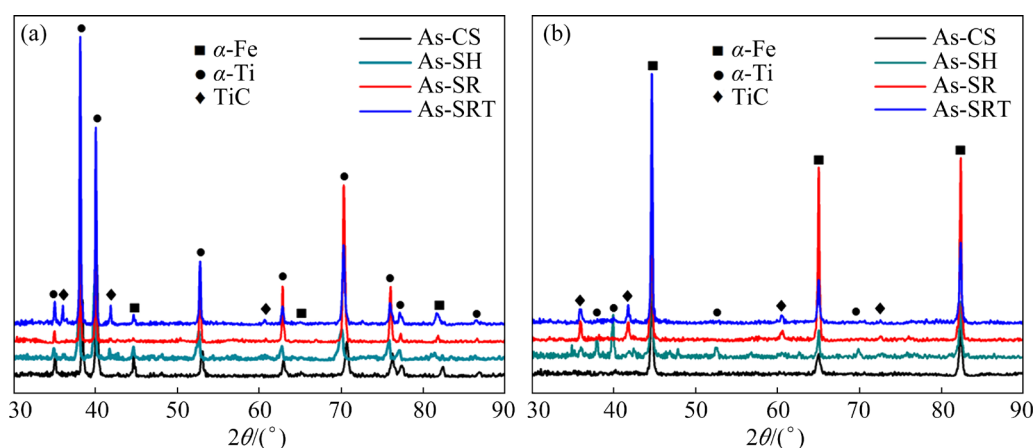 (a)
■ α-Fe
● α-Ti
◆ TiC
As-CS
As-SH
As-SR
As-SRT
30 40 50 60 70 80 90
2θ/(°)
(b)
■ α-Fe
● α-Ti
◆ TiC
As-CS
As-SH
As-SR
As-SRT
30 40 50 60 70 80 90
2θ/(°)